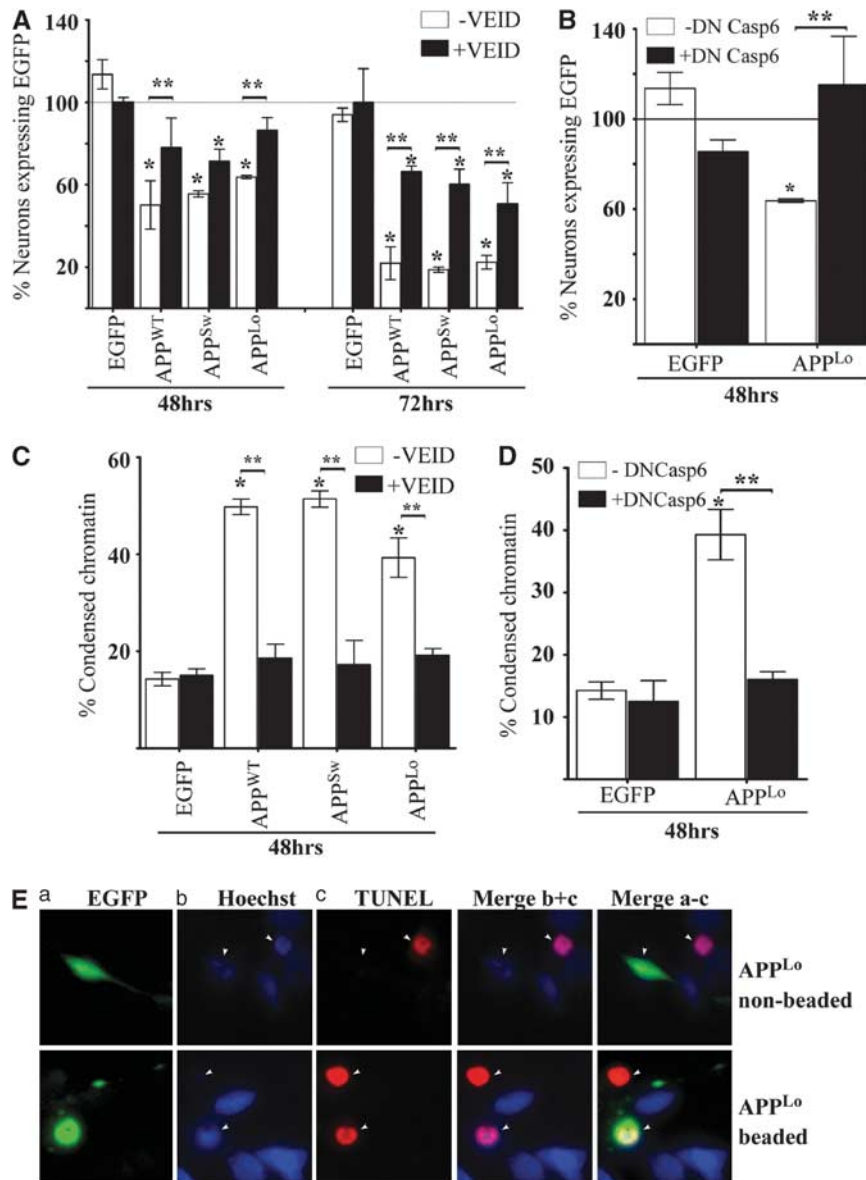 A
% Neurons expressing EGFP
140
100
60
20
-VEID
+VEID
**
**
*
*
*
*
**
**
**
*
*
*
*
*
*
EGFP
APP^WT
APP^Sw
APP^Lo
EGFP
APP^WT
APP^Sw
APP^Lo
48hrs
72hrs
B
% Neurons expressing EGFP
140
100
60
20
-DN Casp6
+DN Casp6
**
*
EGFP
APP^Lo
48hrs
C
% Condensed chromatin
60
40
20
-VEID
+VEID
**
**
**
*
*
*
EGFP
APP^WT
APP^Sw
APP^Lo
48hrs
D
% Condensed chromatin
50
40
30
20
10
- DNCasp6
+DNCasp6
**
*
EGFP
APP^Lo
48hrs
E
a EGFP
b Hoechst
c TUNEL
Merge b+c
Merge a-c
APP^Lo
non-beaded
APP^Lo
beaded